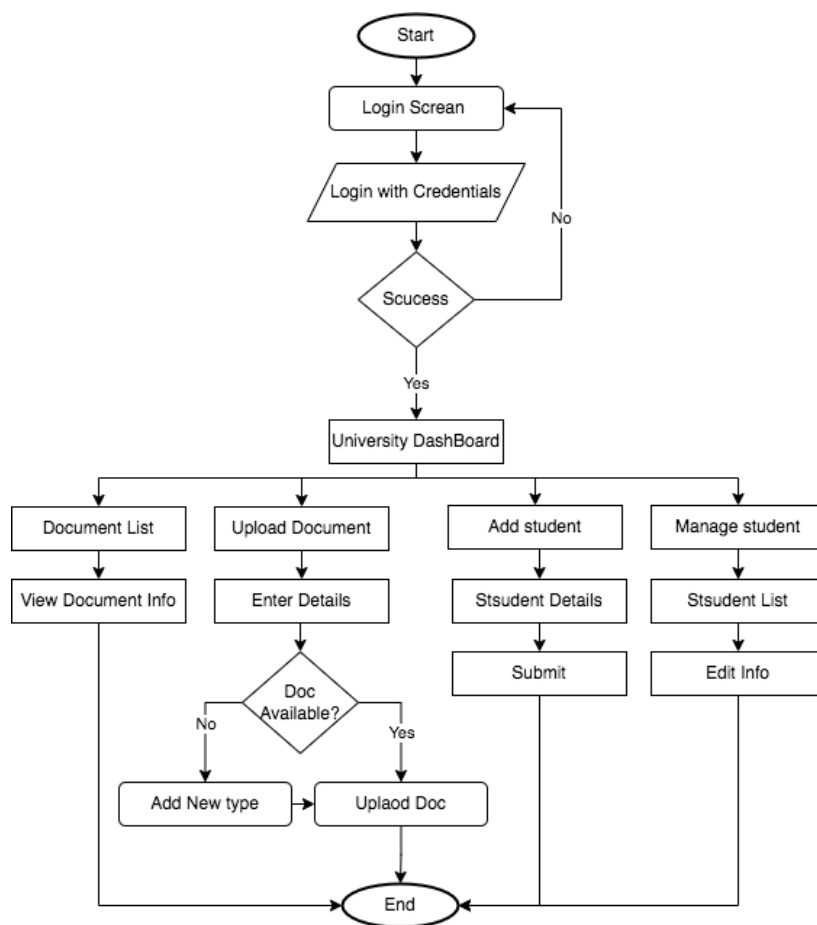 Start
Login Screan
Login with Credentials
No
Scucess
Yes
University DashBoard
Document List
Upload Document
Add student
Manage student
View Document Info
Enter Details
Stsudent Details
Stsudent List
Doc
Available?
Submit
Edit Info
No
Yes
Add New type
Uplaod Doc
End